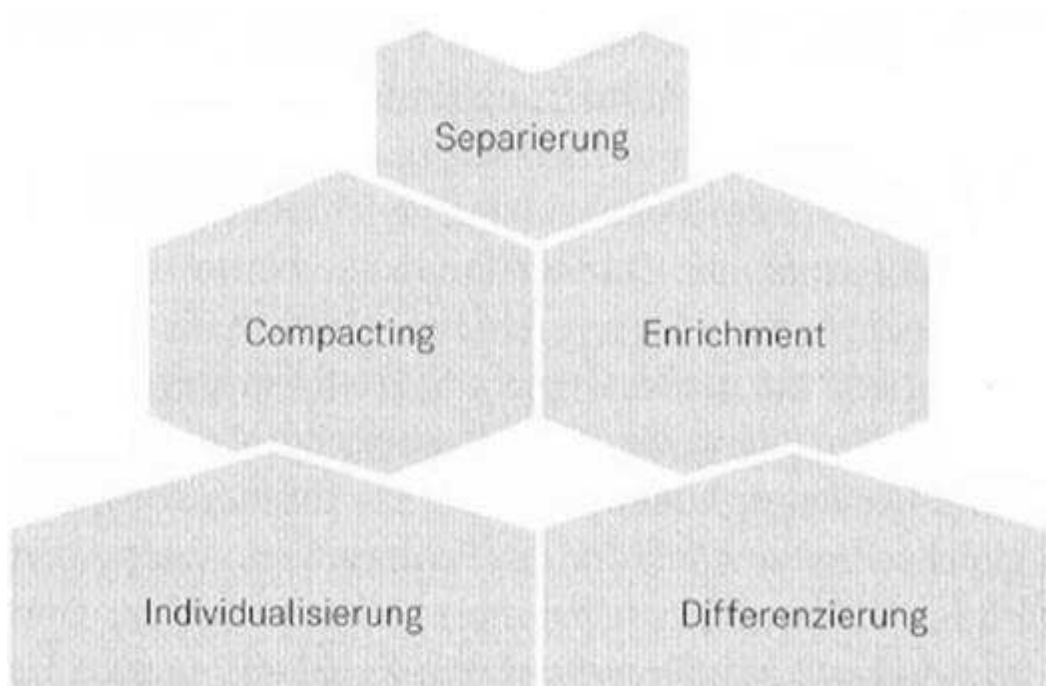 Separierung
Compacting
Enrichment
Individualisierung
Differenzierung